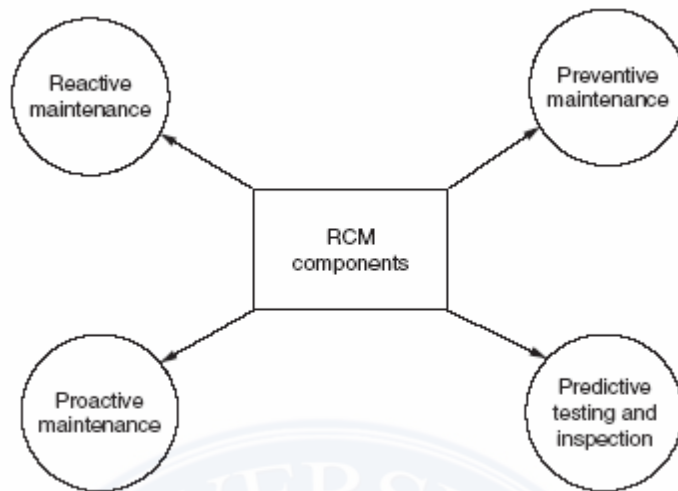 Reactive
maintenance
Preventive
maintenance
RCM
components
Proactive
maintenance
Predictive
testing and
inspection